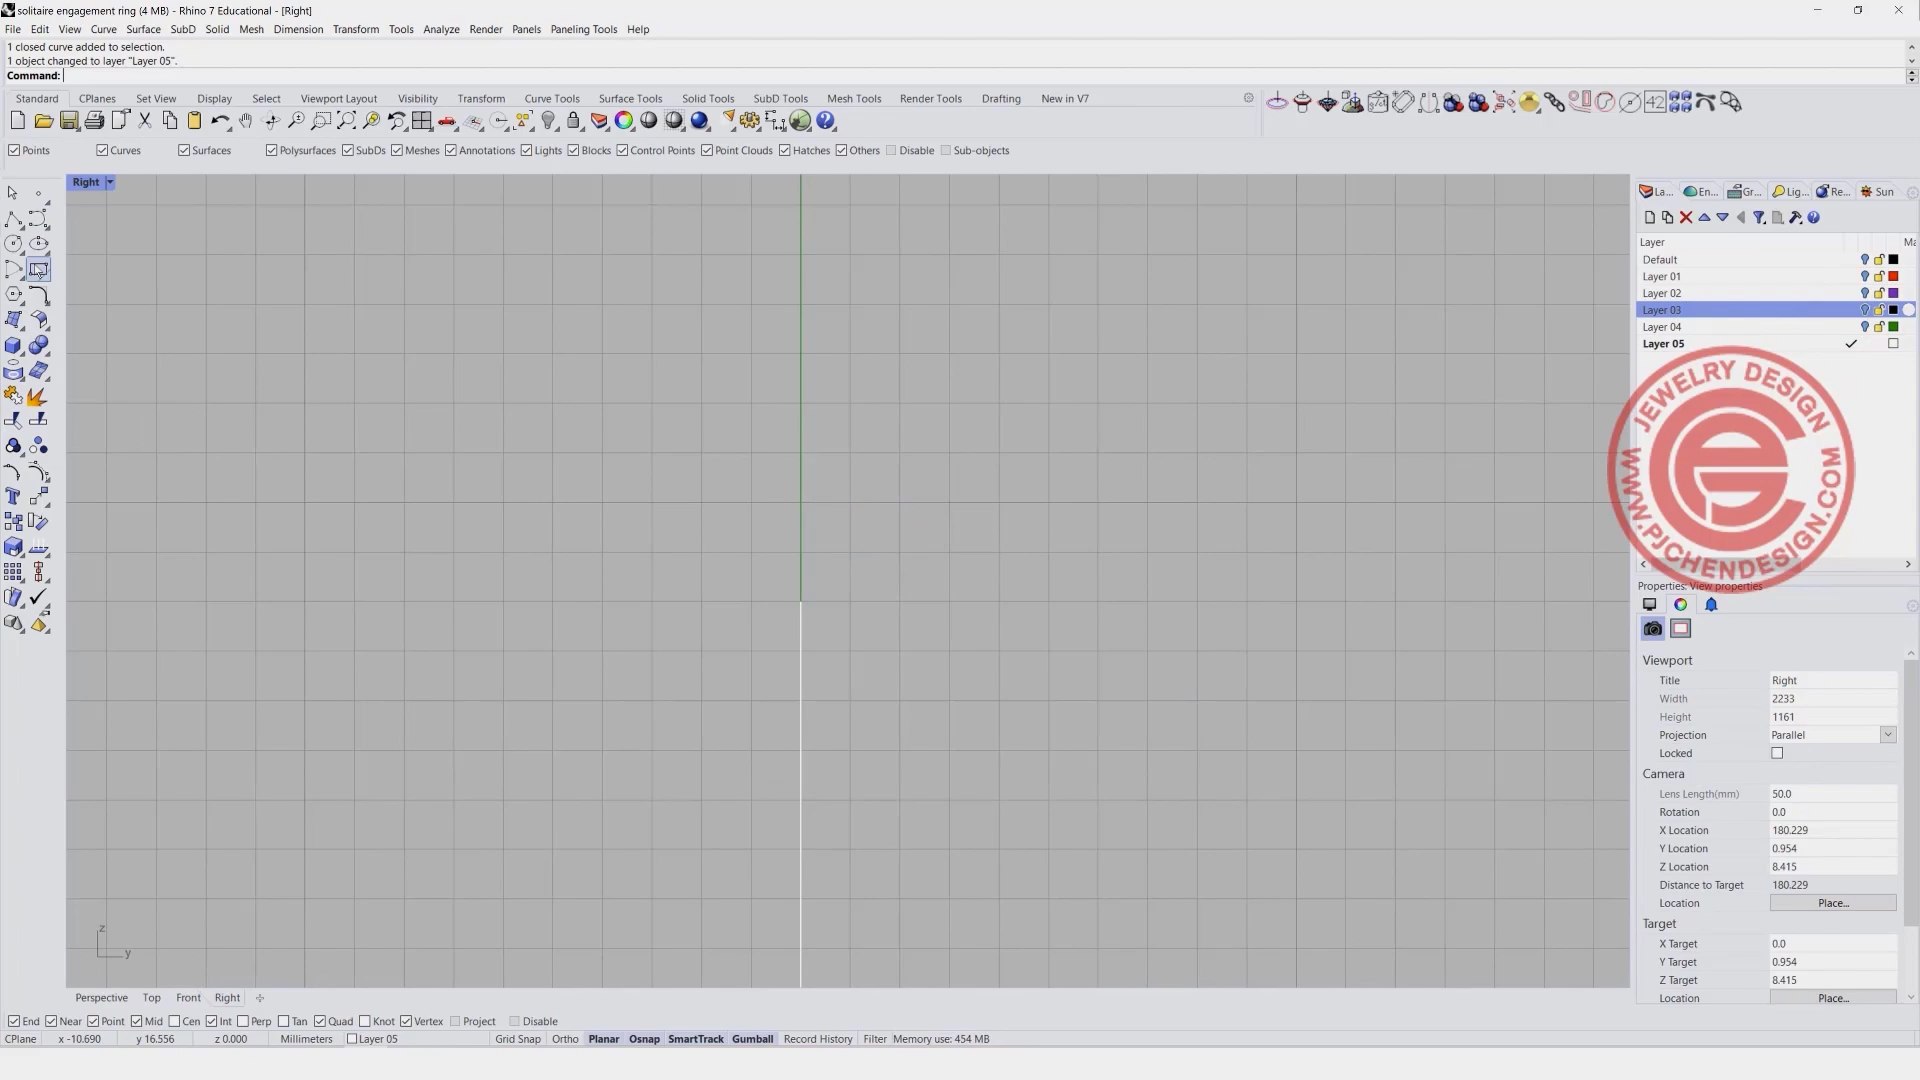 solitaire engagement ring (4 MB) - Rhino 7 Educational - [Right]
File Edit View Curve Surface SubD Solid Mesh Dimension Transform Tools Analyze Render Panels Paneling Tools Help
1 closed curve added to selection.
1 object changed to layer "Layer 05".
Command:
Standard CPlanes Set View Display Select Viewport Layout Visibility Transform Curve Tools Surface Tools Solid Tools SubD Tools Mesh Tools Render Tools Drafting New in V7
42
Points Curves Surfaces Polysurfaces SubDs Meshes Annotations Lights Blocks Control Points Point Clouds Hatches Others Disable Sub-objects
Right
La... En... Gr... Lig... Re... Sun
Layer Ma
Default
Layer 01
Layer 02
Layer 03
Layer 04
Layer 05
JEWELRY DESIGN
WWW.PJCHENDESIGN.COM
Properties: View properties
Viewport
Title Right
Width 2233
Height 1161
Projection Parallel
Locked
Camera
Lens Length(mm) 50.0
Rotation 0.0
X Location 180.229
Y Location 0.954
Z Location 8.415
Distance to Target 180.229
Location Place...
Target
X Target 0.0
Y Target 0.954
Z Target 8.415
Location Place...
z
y
Perspective Top Front Right
End Near Point Mid Cen Int Perp Tan Quad Knot Vertex Project Disable
CPlane x -10.690 y 16.556 z 0.000 Millimeters Layer 05 Grid Snap Ortho Planar Osnap SmartTrack Gumball Record History Filter Memory use: 454 MB